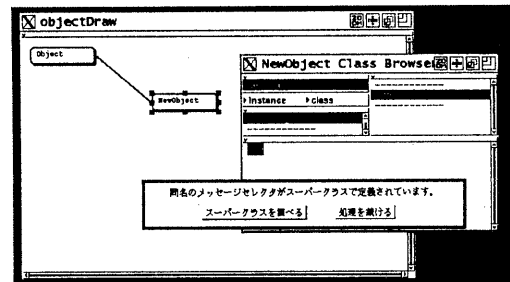 objectDraw
Object
NewObject
NewObject Class Browser
Instance
class
同名のメッセージセレクタがスーパークラスで定義されています。
スーパークラスを調べる
処理を続ける